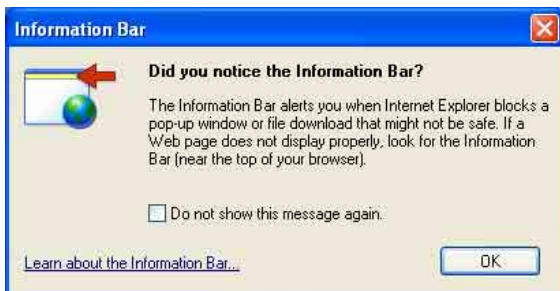 Information Bar
Did you notice the Information Bar?
The Information Bar alerts you when Internet Explorer blocks a
pop-up window or file download that might not be safe. If a
Web page does not display properly, look for the Information
Bar (near the top of your browser).
Do not show this message again.
Learn about the Information Bar...
OK